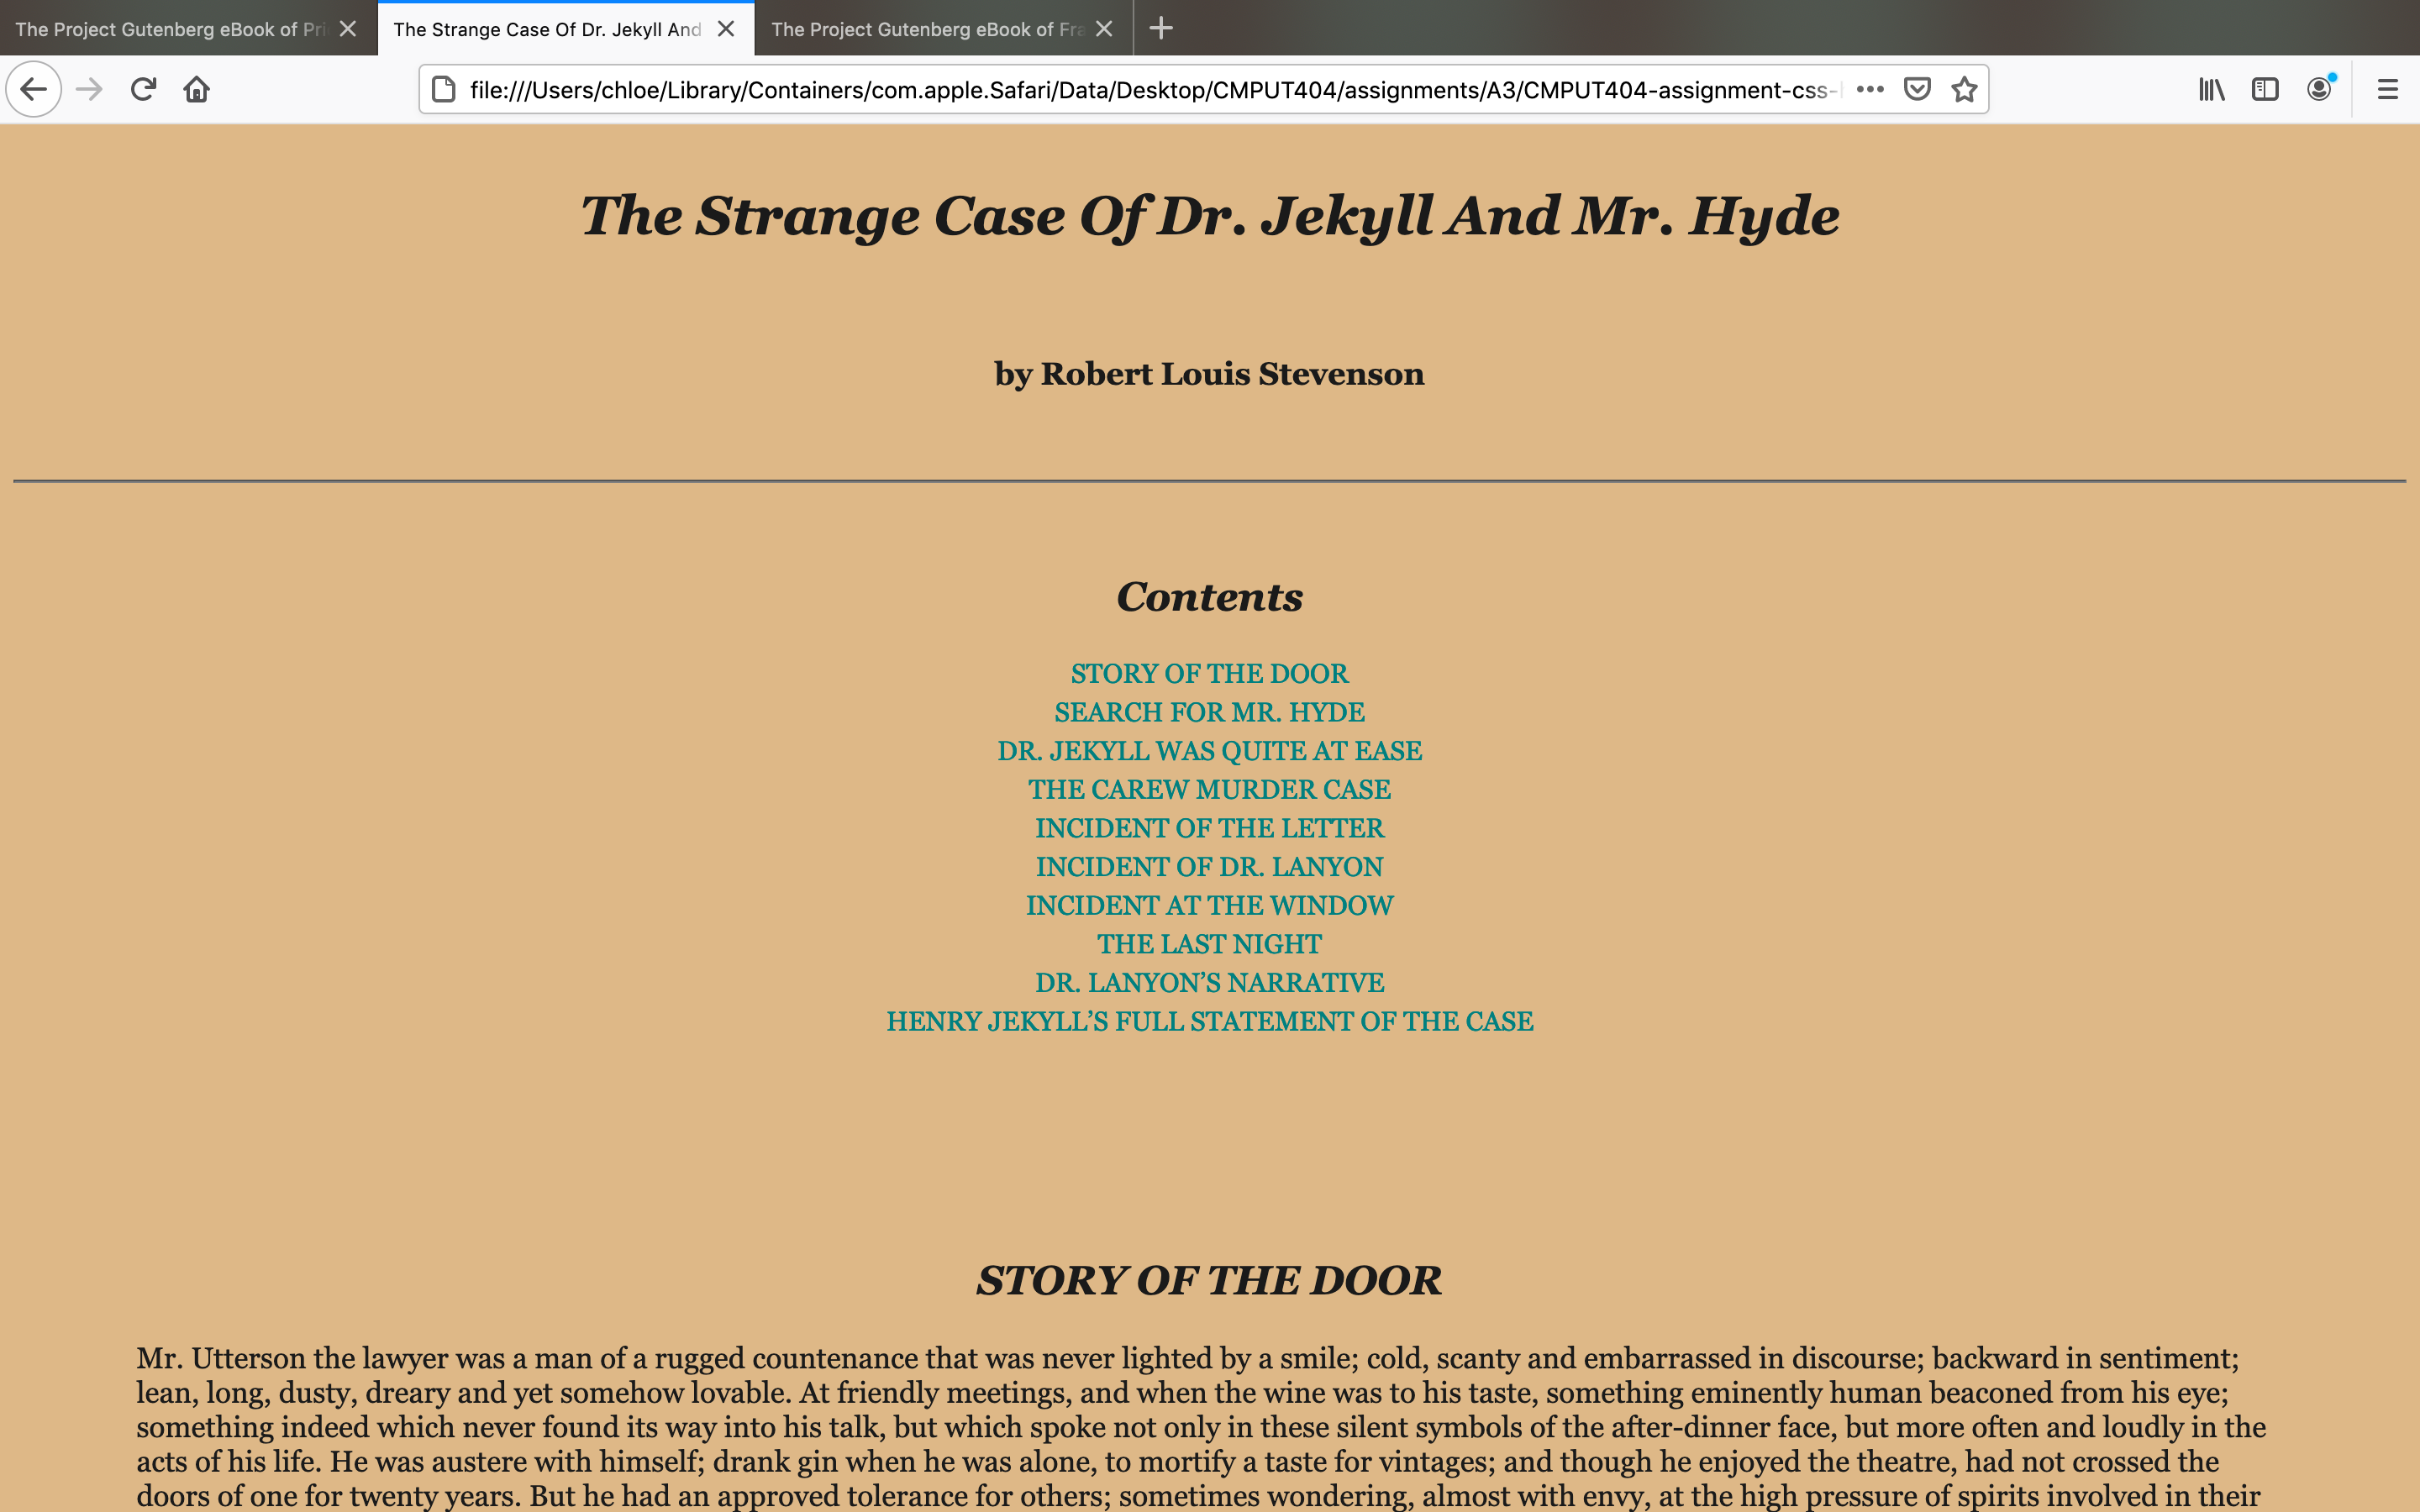 The Project Gutenberg eBook of Pri
The Strange Case Of Dr. Jekyll And
The Project Gutenberg eBook of Fra
file:///Users/chloe/Library/Containers/com.apple.Safari/Data/Desktop/CMPUT404/assignments/A3/CMPUT404-assignment-css-
The Strange Case Of Dr. Jekyll And Mr. Hyde
by Robert Louis Stevenson
Contents
STORY OF THE DOOR
SEARCH FOR MR. HYDE
DR. JEKYLL WAS QUITE AT EASE
THE CAREW MURDER CASE
INCIDENT OF THE LETTER
INCIDENT OF DR. LANYON
INCIDENT AT THE WINDOW
THE LAST NIGHT
DR. LANYON’S NARRATIVE
HENRY JEKYLL’S FULL STATEMENT OF THE CASE
STORY OF THE DOOR
Mr. Utterson the lawyer was a man of a rugged countenance that was never lighted by a smile; cold, scanty and embarrassed in discourse; backward in sentiment;
lean, long, dusty, dreary and yet somehow lovable. At friendly meetings, and when the wine was to his taste, something eminently human beaconed from his eye;
something indeed which never found its way into his talk, but which spoke not only in these silent symbols of the after-dinner face, but more often and loudly in the
acts of his life. He was austere with himself; drank gin when he was alone, to mortify a taste for vintages; and though he enjoyed the theatre, had not crossed the
doors of one for twenty years. But he had an approved tolerance for others; sometimes wondering, almost with envy, at the high pressure of spirits involved in their